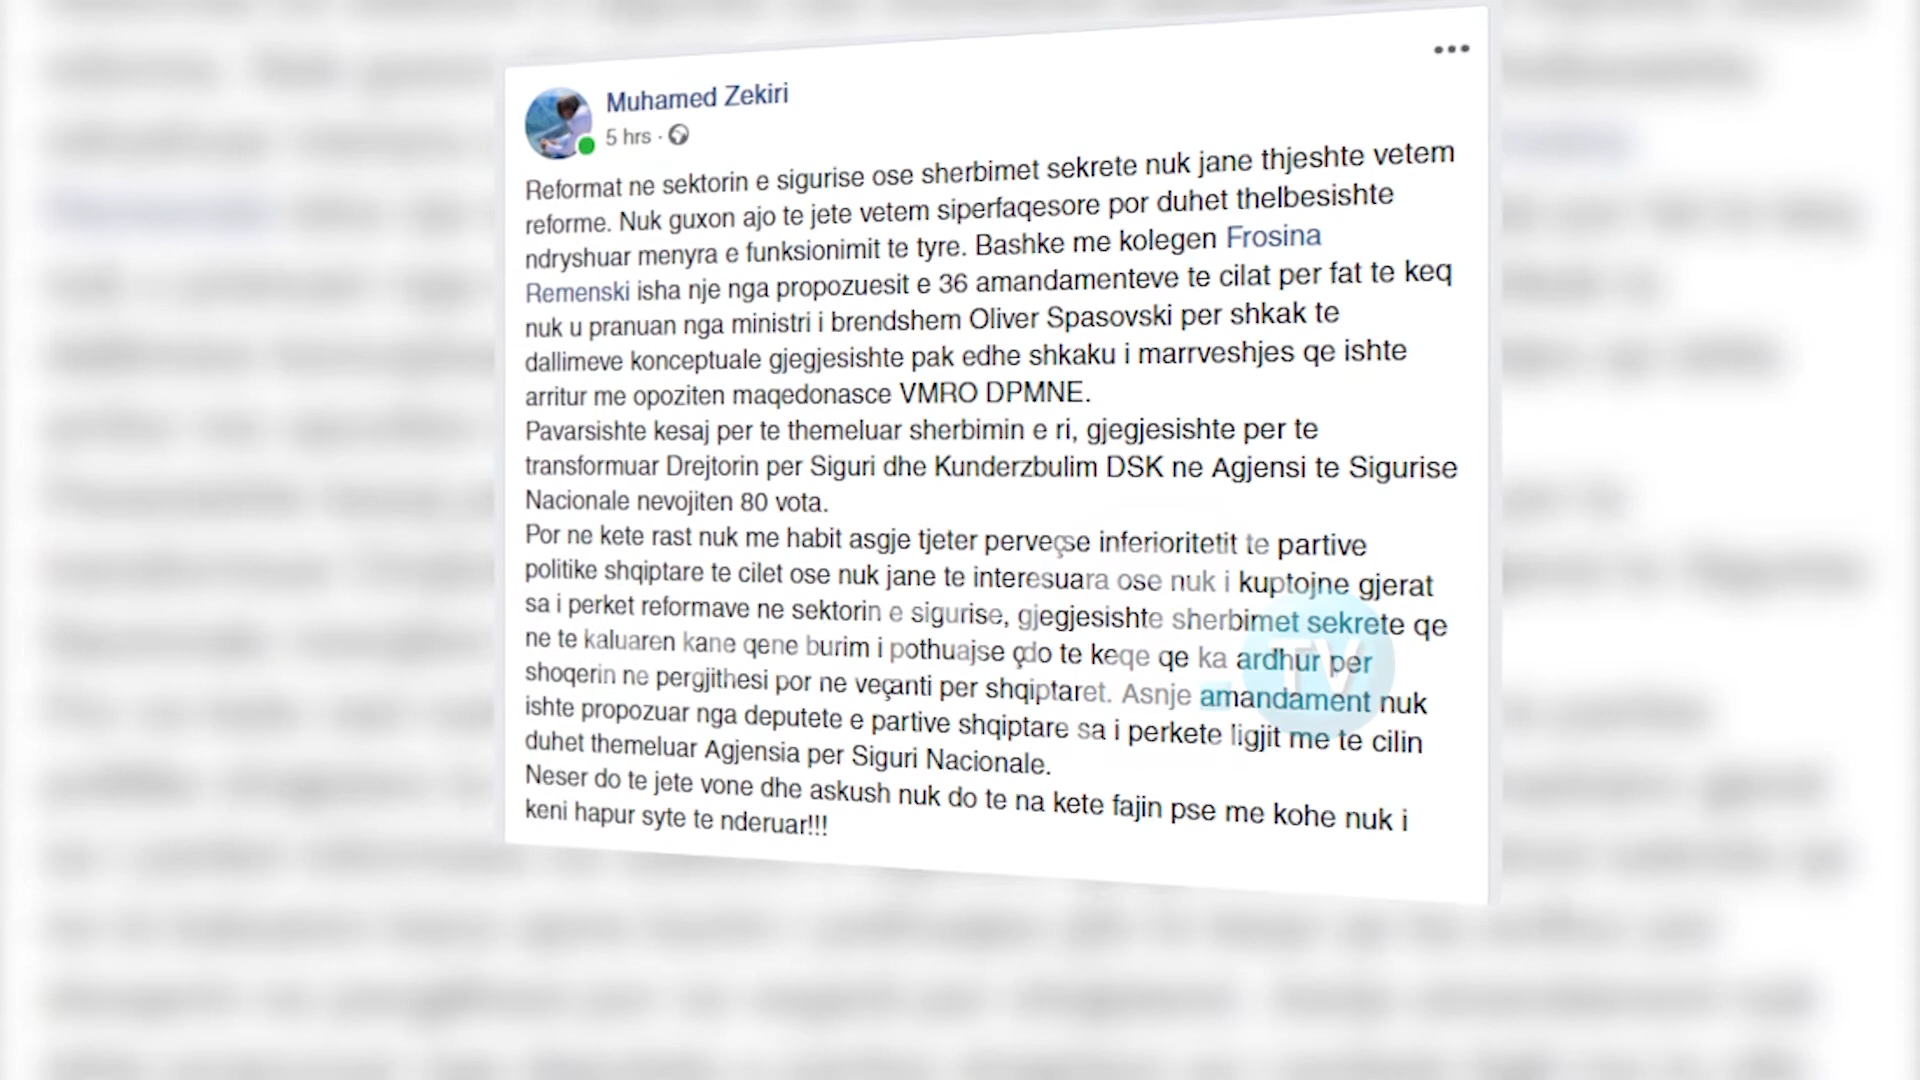 Muhamed Zekiri
5 hrs ·
Reformat ne sektorin e sigurise ose sherbimet sekrete nuk jane thjeshte vetem
reforme. Nuk guxon ajo te jete vetem siperfaqesore por duhet thelbesishte
ndryshuar menyra e funksionimit te tyre. Bashke me kolegen Frosina
Remenski isha nje nga propozuesit e 36 amandamenteve te cilat per fat te keq
nuk u pranuan nga ministri i brendshem Oliver Spasovski per shkak te
dallimeve konceptuale gjegjesishte pak edhe shkaku i marrveshjes qe ishte
arritur me opoziten maqedonasce VMRO DPMNE.
Pavarsishte kesaj per te themeluar sherbimin e ri, gjegjesishte per te
transformuar Drejtorin per Siguri dhe Kunderzbulim DSK ne Agjensi te Sigurise
Nacionale nevojiten 80 vota.
Por ne kete rast nuk me habit asgje tjeter perveçse inferioritetit te partive
politike shqiptare te cilet ose nuk jane te interesuara ose nuk i kuptojne gjerat
sa i perket reformave ne sektorin e sigurise, gjegjesishte sherbimet sekrete qe
ne te kaluaren kane qene burim i pothuajse çdo te keqe qe ka ardhur per
shoqerin ne pergjithesi por ne veçanti per shqiptaret. Asnje amandament nuk
ishte propozuar nga deputete e partive shqiptare sa i perkete ligjit me te cilin
duhet themeluar Agjensia per Siguri Nacionale.
Neser do te jete vone dhe askush nuk do te na kete fajin pse me kohe nuk i
keni hapur syte te nderuar!!!
TV